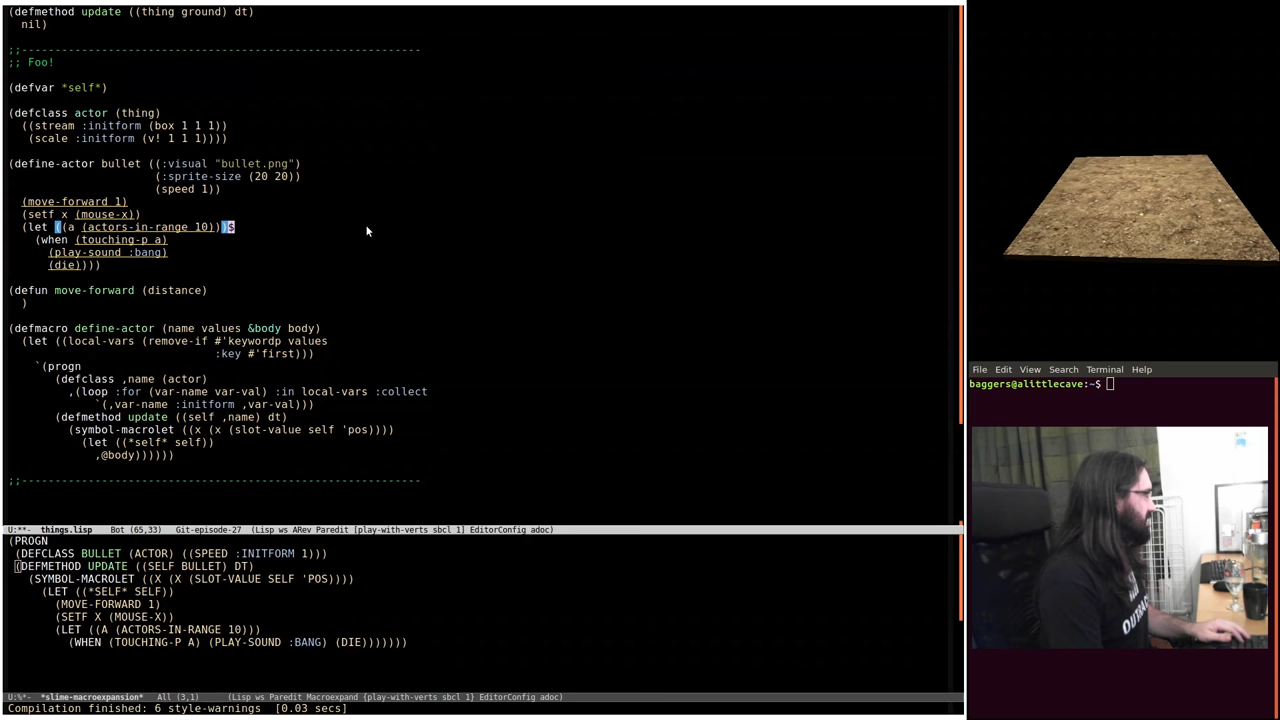 (defmethod update ((thing ground) dt)
  nil)
;;-------------------------------------------------------------
;; Foo!
(defvar *self*)
(defclass actor (thing)
  ((stream :initform (box 1 1 1))
   (scale :initform (v! 1 1 1))))
(define-actor bullet ((:visual "bullet.png")
                      (:sprite-size (20 20))
                      (speed 1))
  (move-forward 1)
  (setf x (mouse-x))
  (let ((a (actors-in-range 10)))$
    (when (touching-p a)
      (play-sound :bang)
      (die))))
(defun move-forward (distance)
  )
(defmacro define-actor (name values &body body)
  (let ((local-vars (remove-if #'keywordp values
                               :key #'first)))
    `(progn
       (defclass ,name (actor)
         ,(loop :for (var-name var-val) :in local-vars :collect
             `(,var-name :initform ,var-val)))
       (defmethod update ((self ,name) dt)
         (symbol-macrolet ((x (x (slot-value self 'pos))))
           (let ((*self* self))
             ,@body))))))
;;-------------------------------------------------------------
U:**-  things.lisp   Bot (65,33)   Git-episode-27  (Lisp ws ARev Paredit [play-with-verts sbcl 1] EditorConfig adoc)
(PROGN
 (DEFCLASS BULLET (ACTOR) ((SPEED :INITFORM 1)))
 (DEFMETHOD UPDATE ((SELF BULLET) DT)
   (SYMBOL-MACROLET ((X (X (SLOT-VALUE SELF 'POS))))
     (LET ((*SELF* SELF))
       (MOVE-FORWARD 1)
       (SETF X (MOUSE-X))
       (LET ((A (ACTORS-IN-RANGE 10)))
         (WHEN (TOUCHING-P A) (PLAY-SOUND :BANG) (DIE)))))))
U:%*-  *slime-macroexpansion*   All (3,1)     (Lisp ws Paredit Macroexpand {play-with-verts sbcl 1} EditorConfig adoc)
Compilation finished: 6 style-warnings  [0.03 secs]
File Edit View Search Terminal Help
baggers@alittlecave:~$